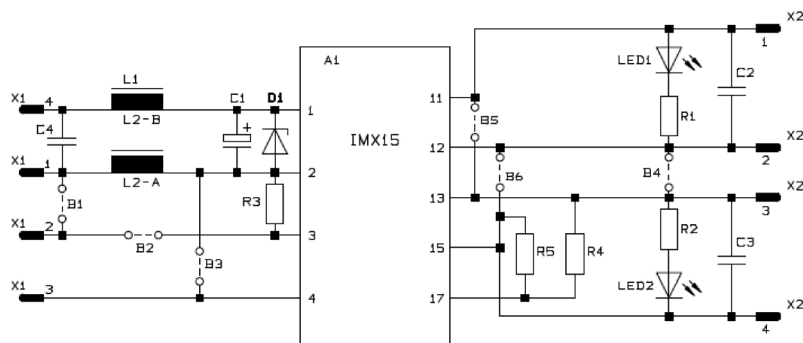 X2
A1
1
L1
C1
D1
LED1
C2
X1
4
1
11
L2-B
B5
R1
C4
IMX15
X1
1
2
12
2
X2
L2-A
B6
B4
B1
R3
13
3
X2
X1
2
3
R2
B2
15
R5
R4
C3
B3
X1
3
4
17
LED2
X2
4